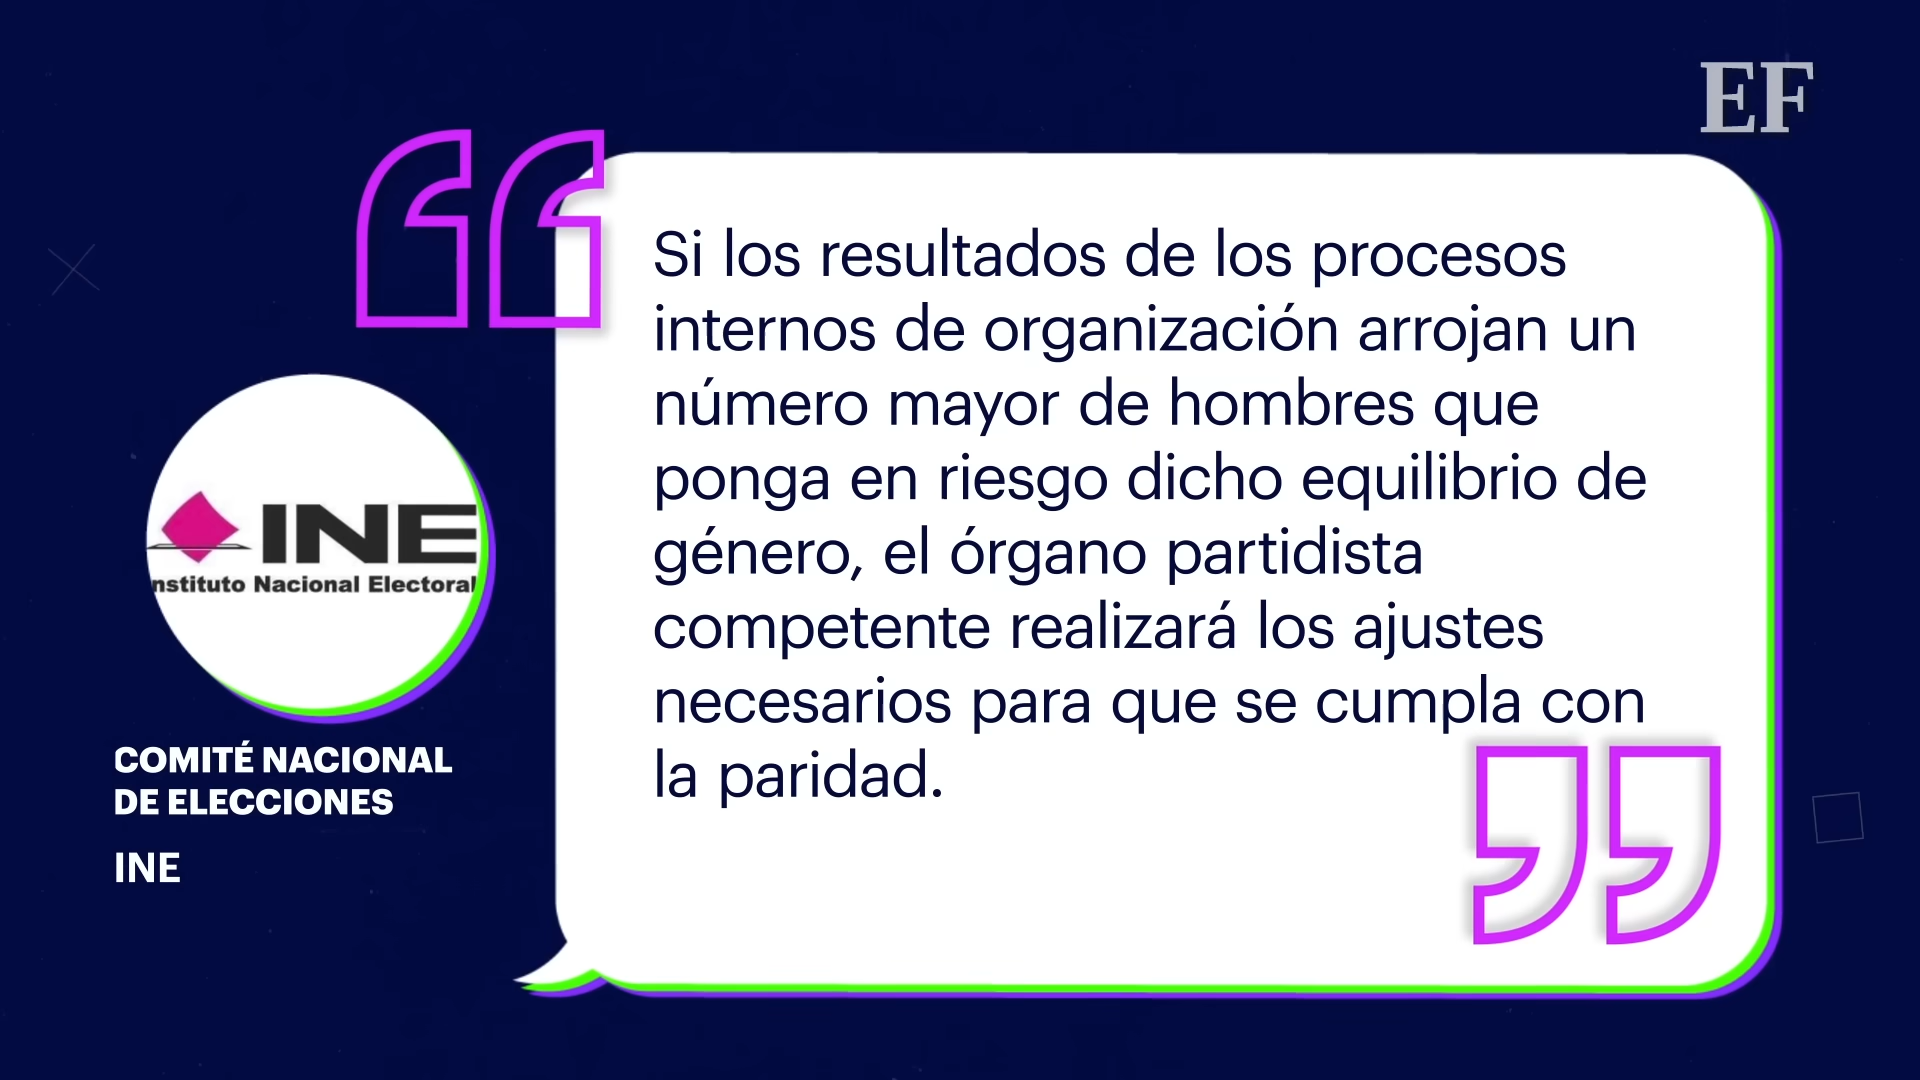 EF
Si los resultados de los procesos
internos de organización arrojan un
número mayor de hombres que
ponga en riesgo dicho equilibrio de
género, el órgano partidista
competente realizará los ajustes
necesarios para que se cumpla con
la paridad.
INE
nstituto Nacional Electoral
COMITÉ NACIONAL
DE ELECCIONES
INE